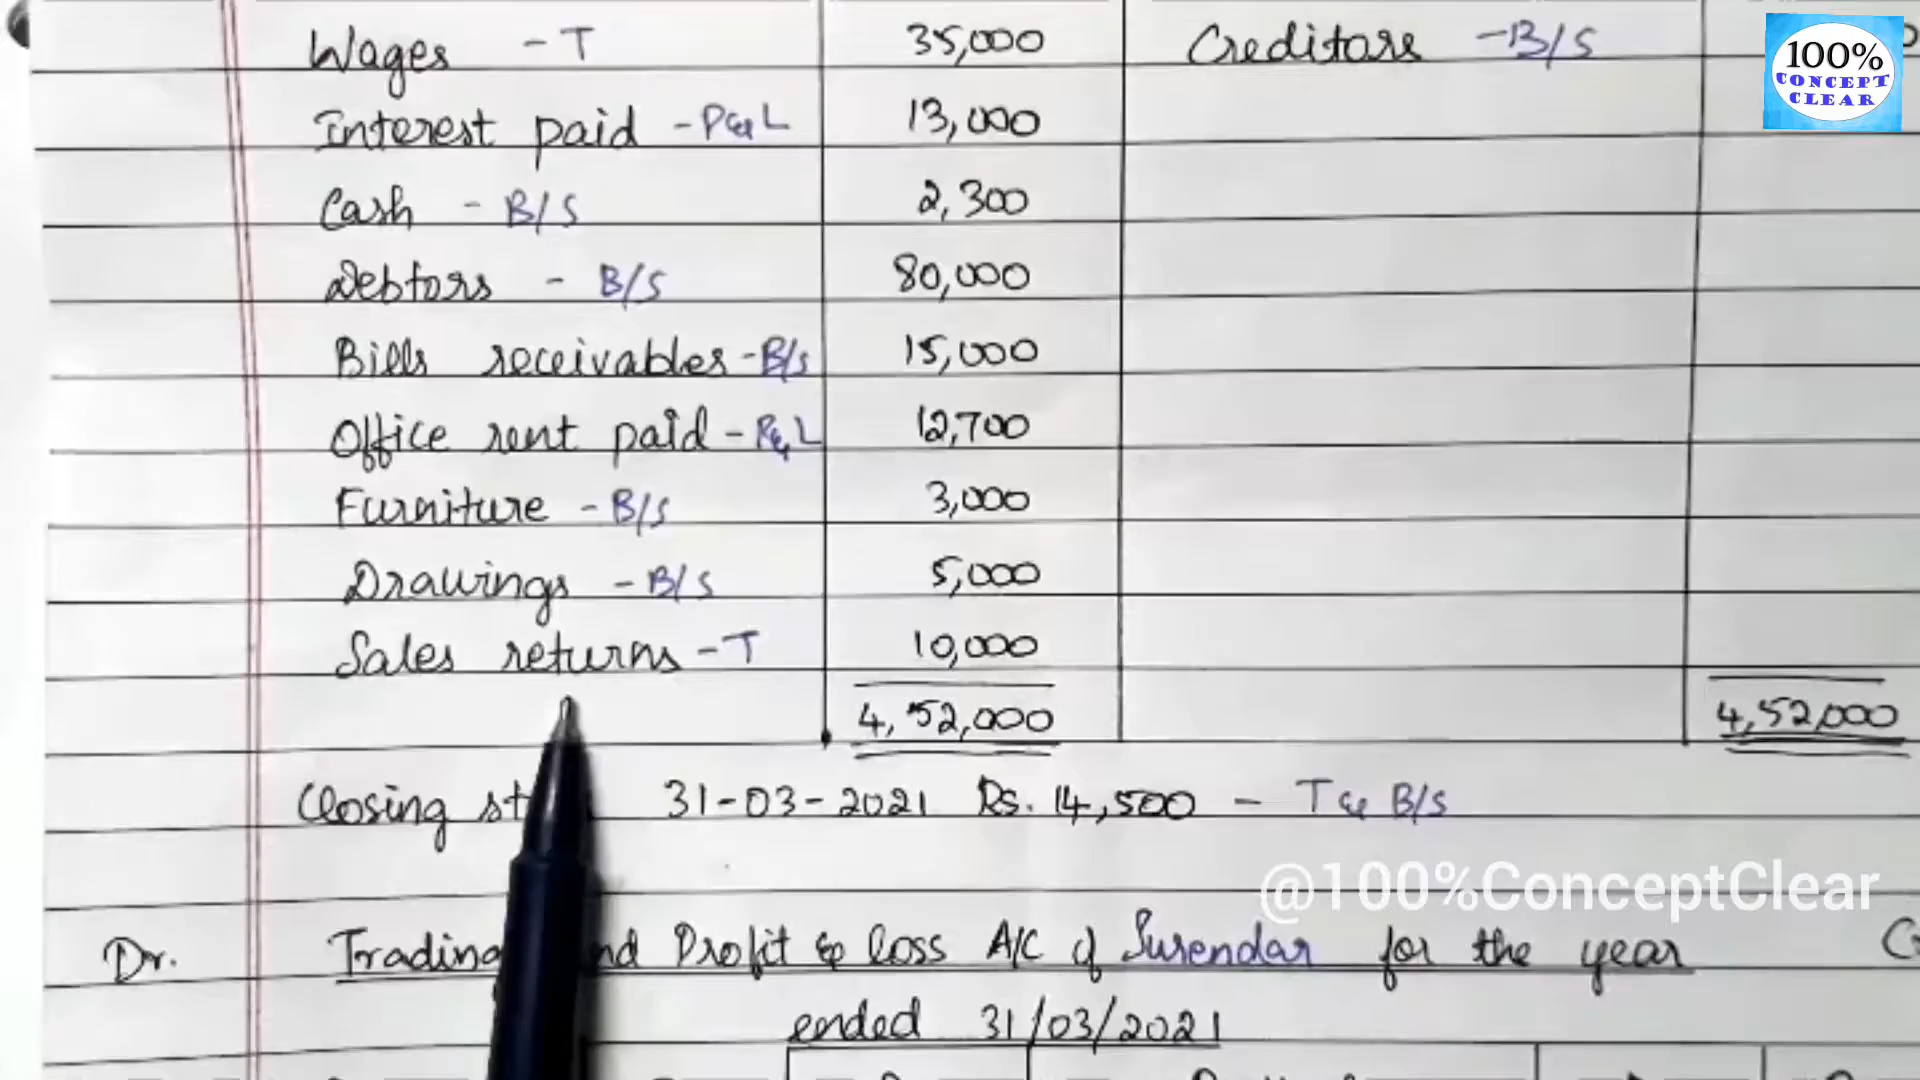 Wages - T 35,000 Creditors - B/S
100%
CONCEPT
CLEAR
Interest paid - P&L 13,000
Cash - B/S 2,300
Debtors - B/S 80,000
Bills receivables - B/S 15,000
Office rent paid - P&L 12,700
Furniture - B/S 3,000
Drawings - B/S 5,000
Sales returns - T 10,000
4,52,000 4,52,000
Closing 31-03-2021 Rs. 14,500 - T & B/S
@100%ConceptClear
Dr. Trading Profit & loss A/C of Surendar for the year
ended 31/03/2021